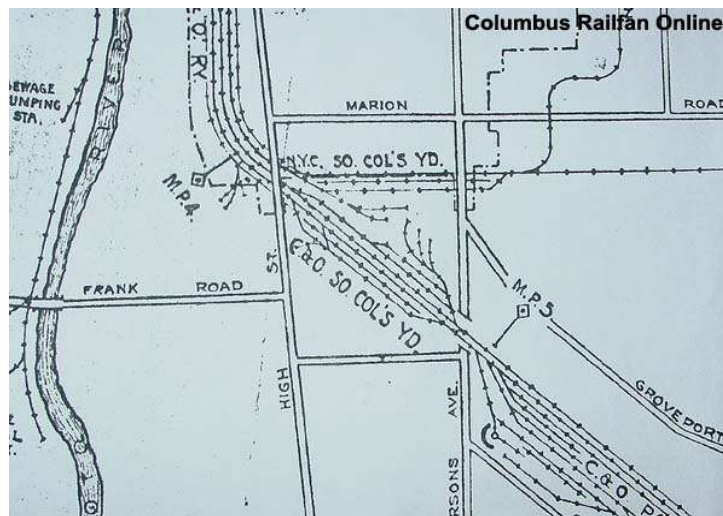 Columbus Railfan Online
O. RY.
SEWAGE
PUMPING
STA.
RIVER
MARION
ROAD
N.Y.C. SO. COL'S YD.
M.P.4.
ST.
FRANK ROAD
C.&O. SO. COL'S YD.
M.P.5
HIGH
AVE.
GROVEPORT
C.&O
RSONS